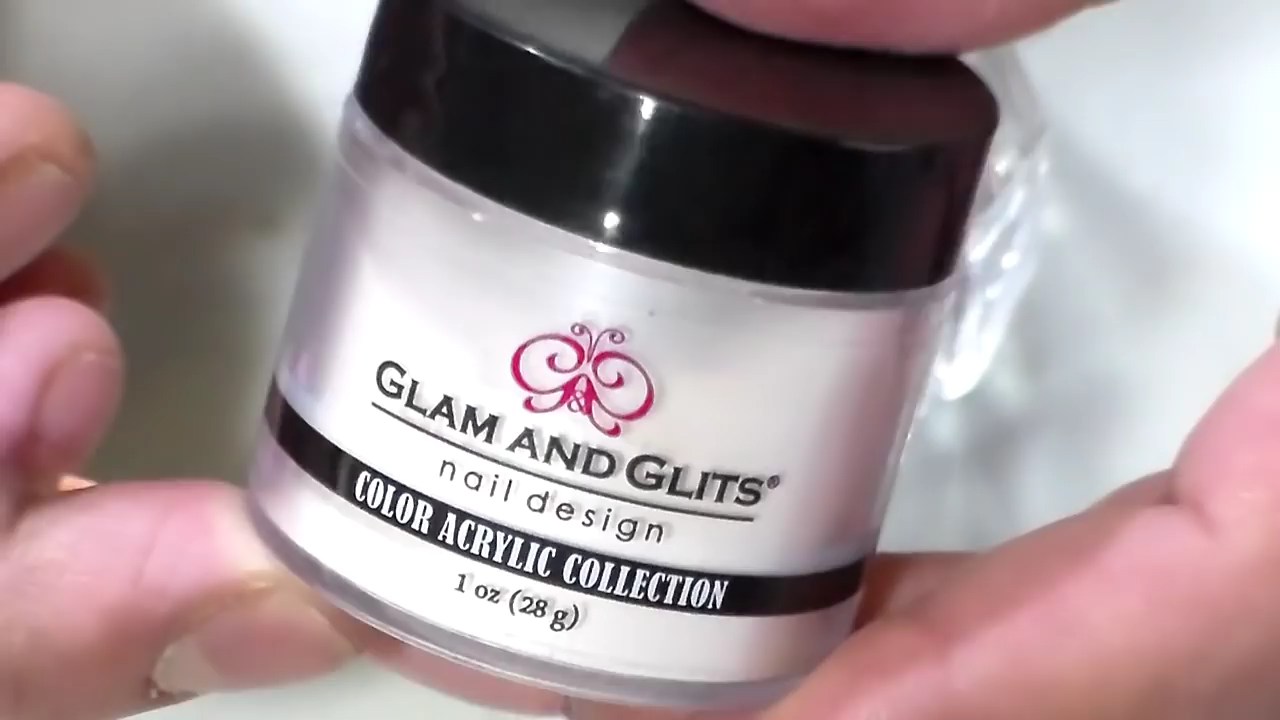 G&G
GLAM AND GLITS®
nail design
COLOR ACRYLIC COLLECTION
1 oz (28 g)